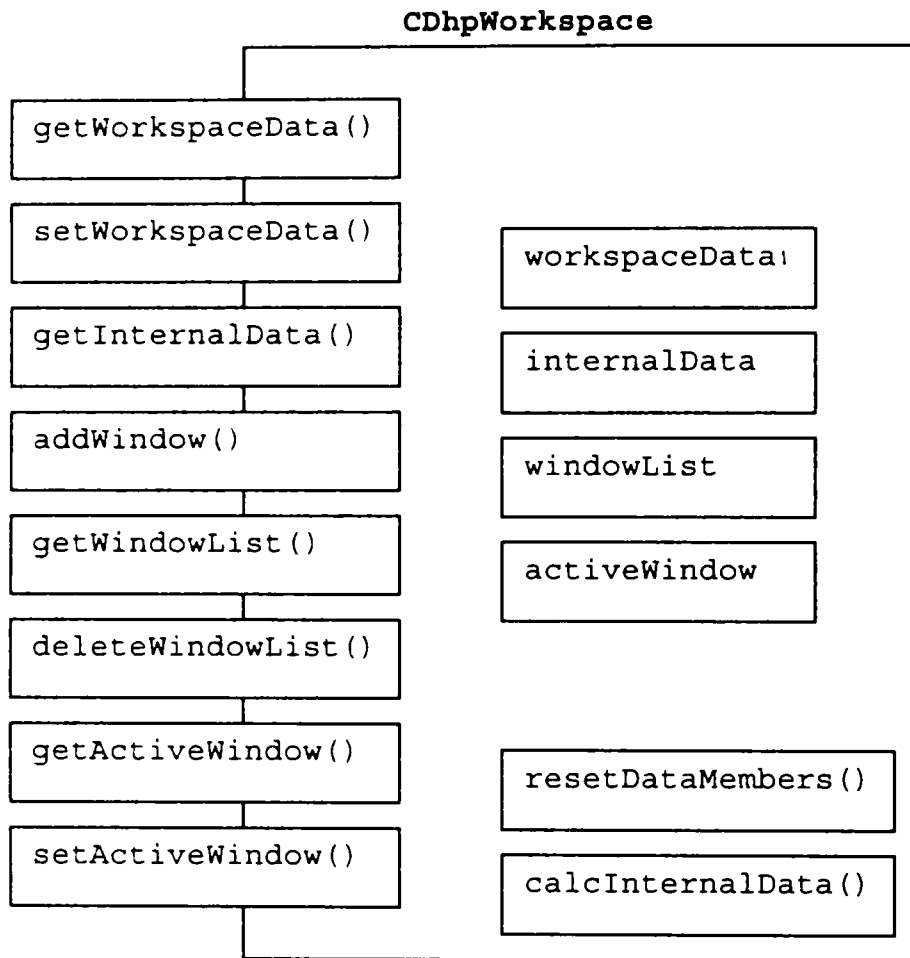 CDhpWorkspace
getWorkspaceData()
setWorkspaceData()
getInternalData()
addWindow()
getWindowList()
deleteWindowList()
getActiveWindow()
setActiveWindow()
workspaceData
internalData
windowList
activeWindow
resetDataMembers()
calcInternalData()